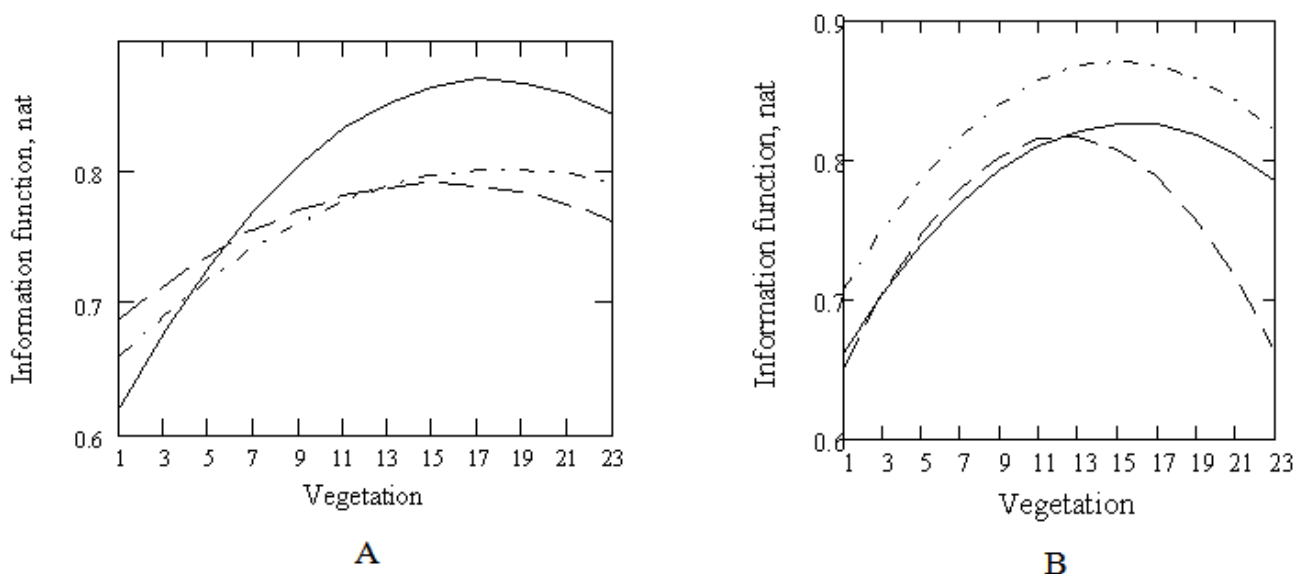 Information function, nat
0.8
0.7
0.6
1 3 5 7 9 11 13 15 17 19 21 23
Vegetation
A
Information function, nat
0.9
0.8
0.7
0.6
1 3 5 7 9 11 13 15 17 19 21 23
Vegetation
B